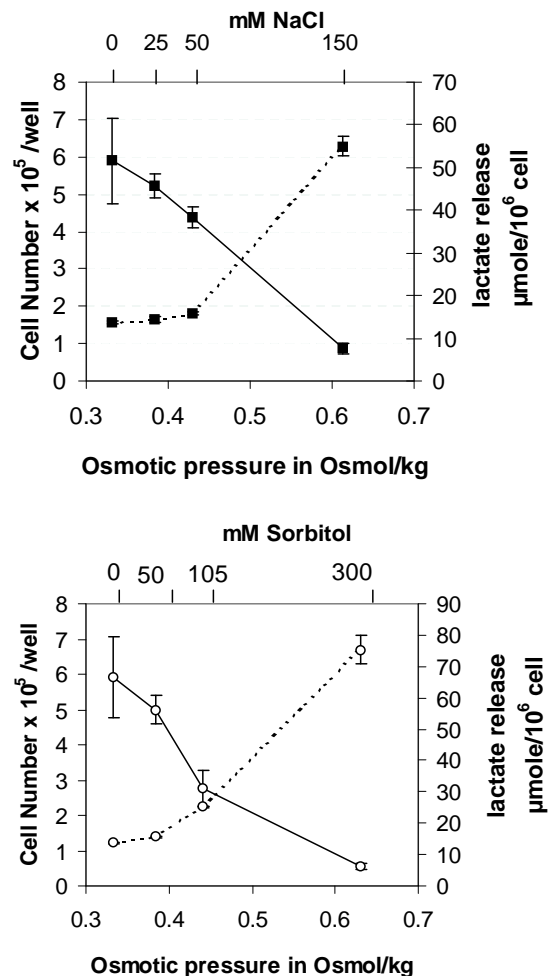 mM NaCl
0 25 50 150
8 70
7 60
6 50
5 40
4 30
3 20
2 10
1 0
0
0.3 0.4 0.5 0.6 0.7
Cell Number x 10⁵ /well
lactate release
µmole/10⁶ cell
Osmotic pressure in Osmol/kg
mM Sorbitol
0 50 105 300
8 90
7 80
6 70
5 60
4 50
3 40
2 30
1 20
0 10
0
0.3 0.4 0.5 0.6 0.7
Cell Number x 10⁵ /well
lactate release
µmole/10⁶ cell
Osmotic pressure in Osmol/kg